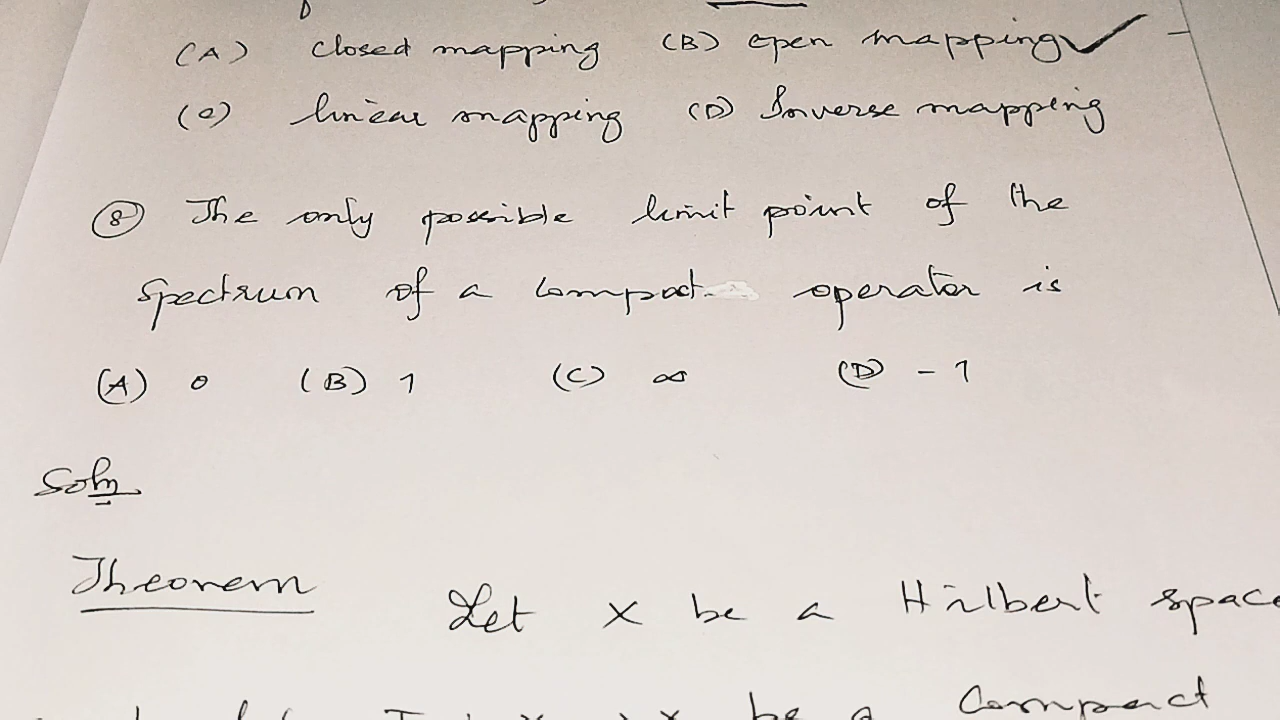 (A) closed mapping (B) open mapping ✓
(C) linear mapping (D) Inverse mapping
(8) The only possible limit point of the
spectrum of a compact operator is
(A) 0 (B) 1 (C) ∞ (D) -1
Soln
Theorem Let X be a Hilbert space
be a Compact